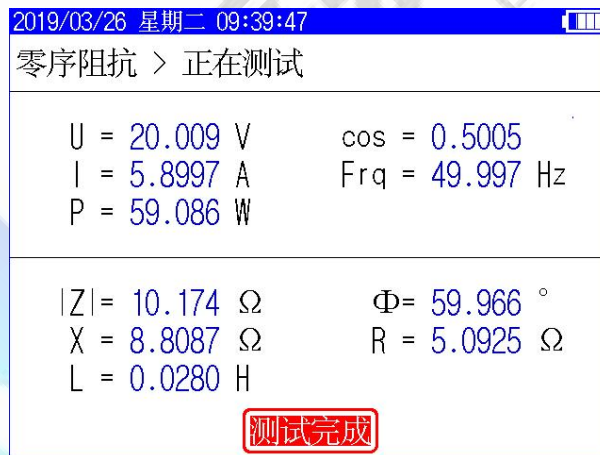 2019/03/26 星期二 09:39:47
零序阻抗 > 正在测试
U = 20.009 V cos = 0.5005
I = 5.8997 A Frq = 49.997 Hz
P = 59.086 W
|Z|= 10.174 Ω Φ= 59.966 °
X = 8.8087 Ω R = 5.0925 Ω
L = 0.0280 H
测试完成